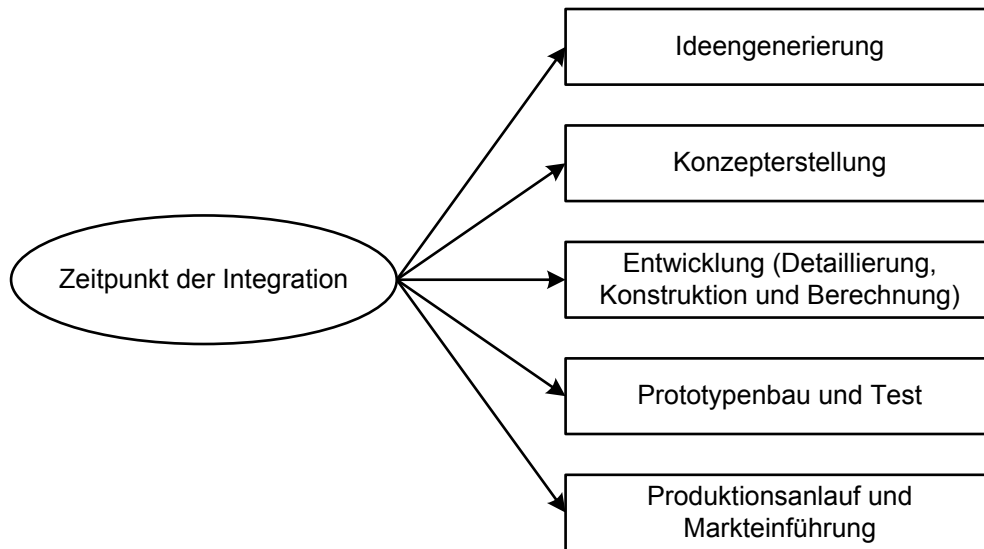 Ideengenerierung
Konzepterstellung
Zeitpunkt der Integration
Entwicklung (Detaillierung,
Konstruktion und Berechnung)
Prototypenbau und Test
Produktionsanlauf und
Markteinführung